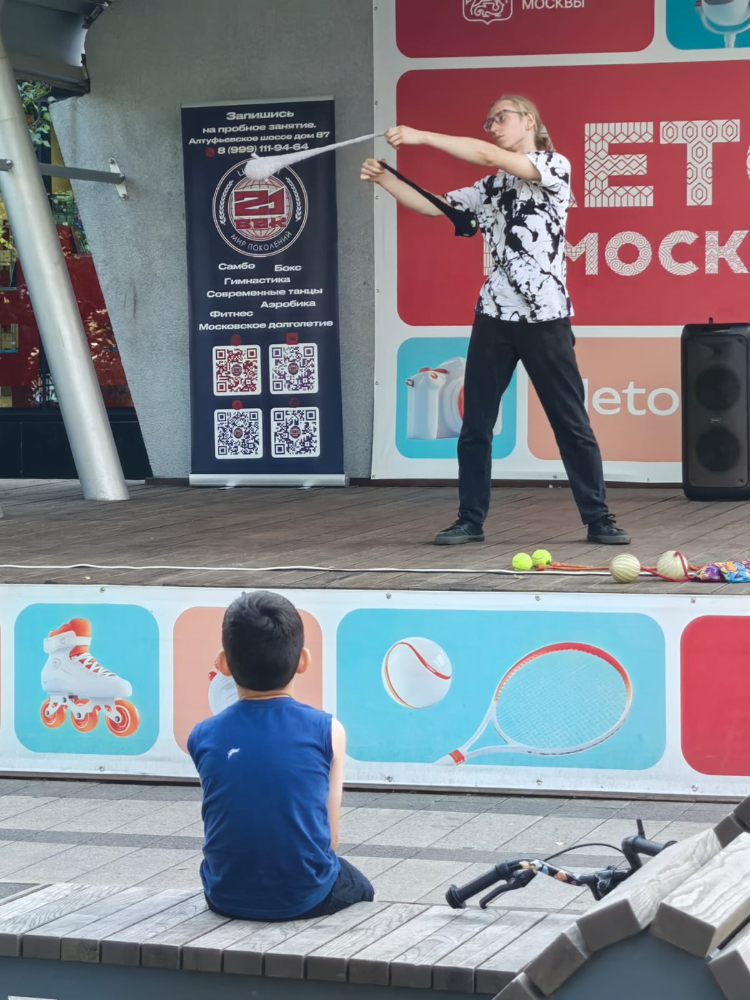 МОСКВЫ
Запишись
на пробное занятие.
Алтуфьевское шоссе дом 87
8 (999) 111-94-64
21
ВЕК
МИР ПОКОЛЕНИЙ
Самбо Бокс
Гимнастика
Современные танцы
Аэробика
Фитнес
Московское долголетие
ЛЕТО
МОСК
leto